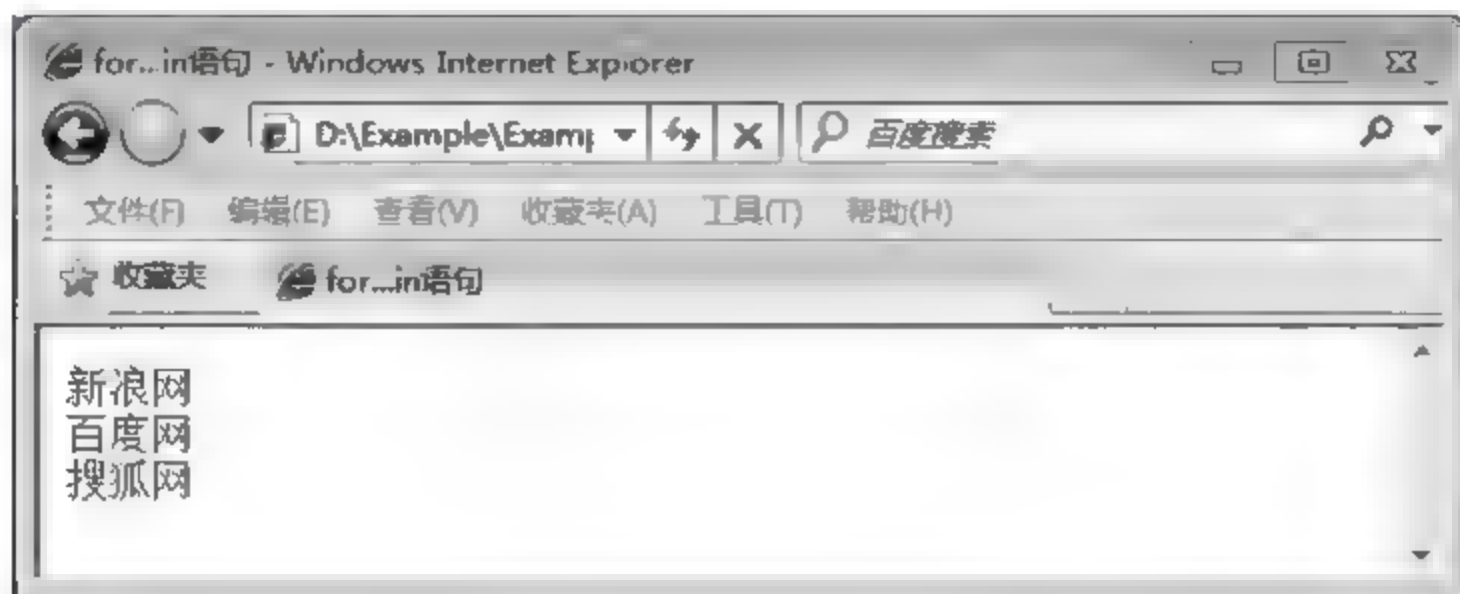 for...in语句 - Windows Internet Explorer
D:\Example\Examp 百度搜索
文件(F) 编辑(E) 查看(V) 收藏夹(A) 工具(T) 帮助(H)
收藏夹 for...in语句
新浪网
百度网
搜狐网